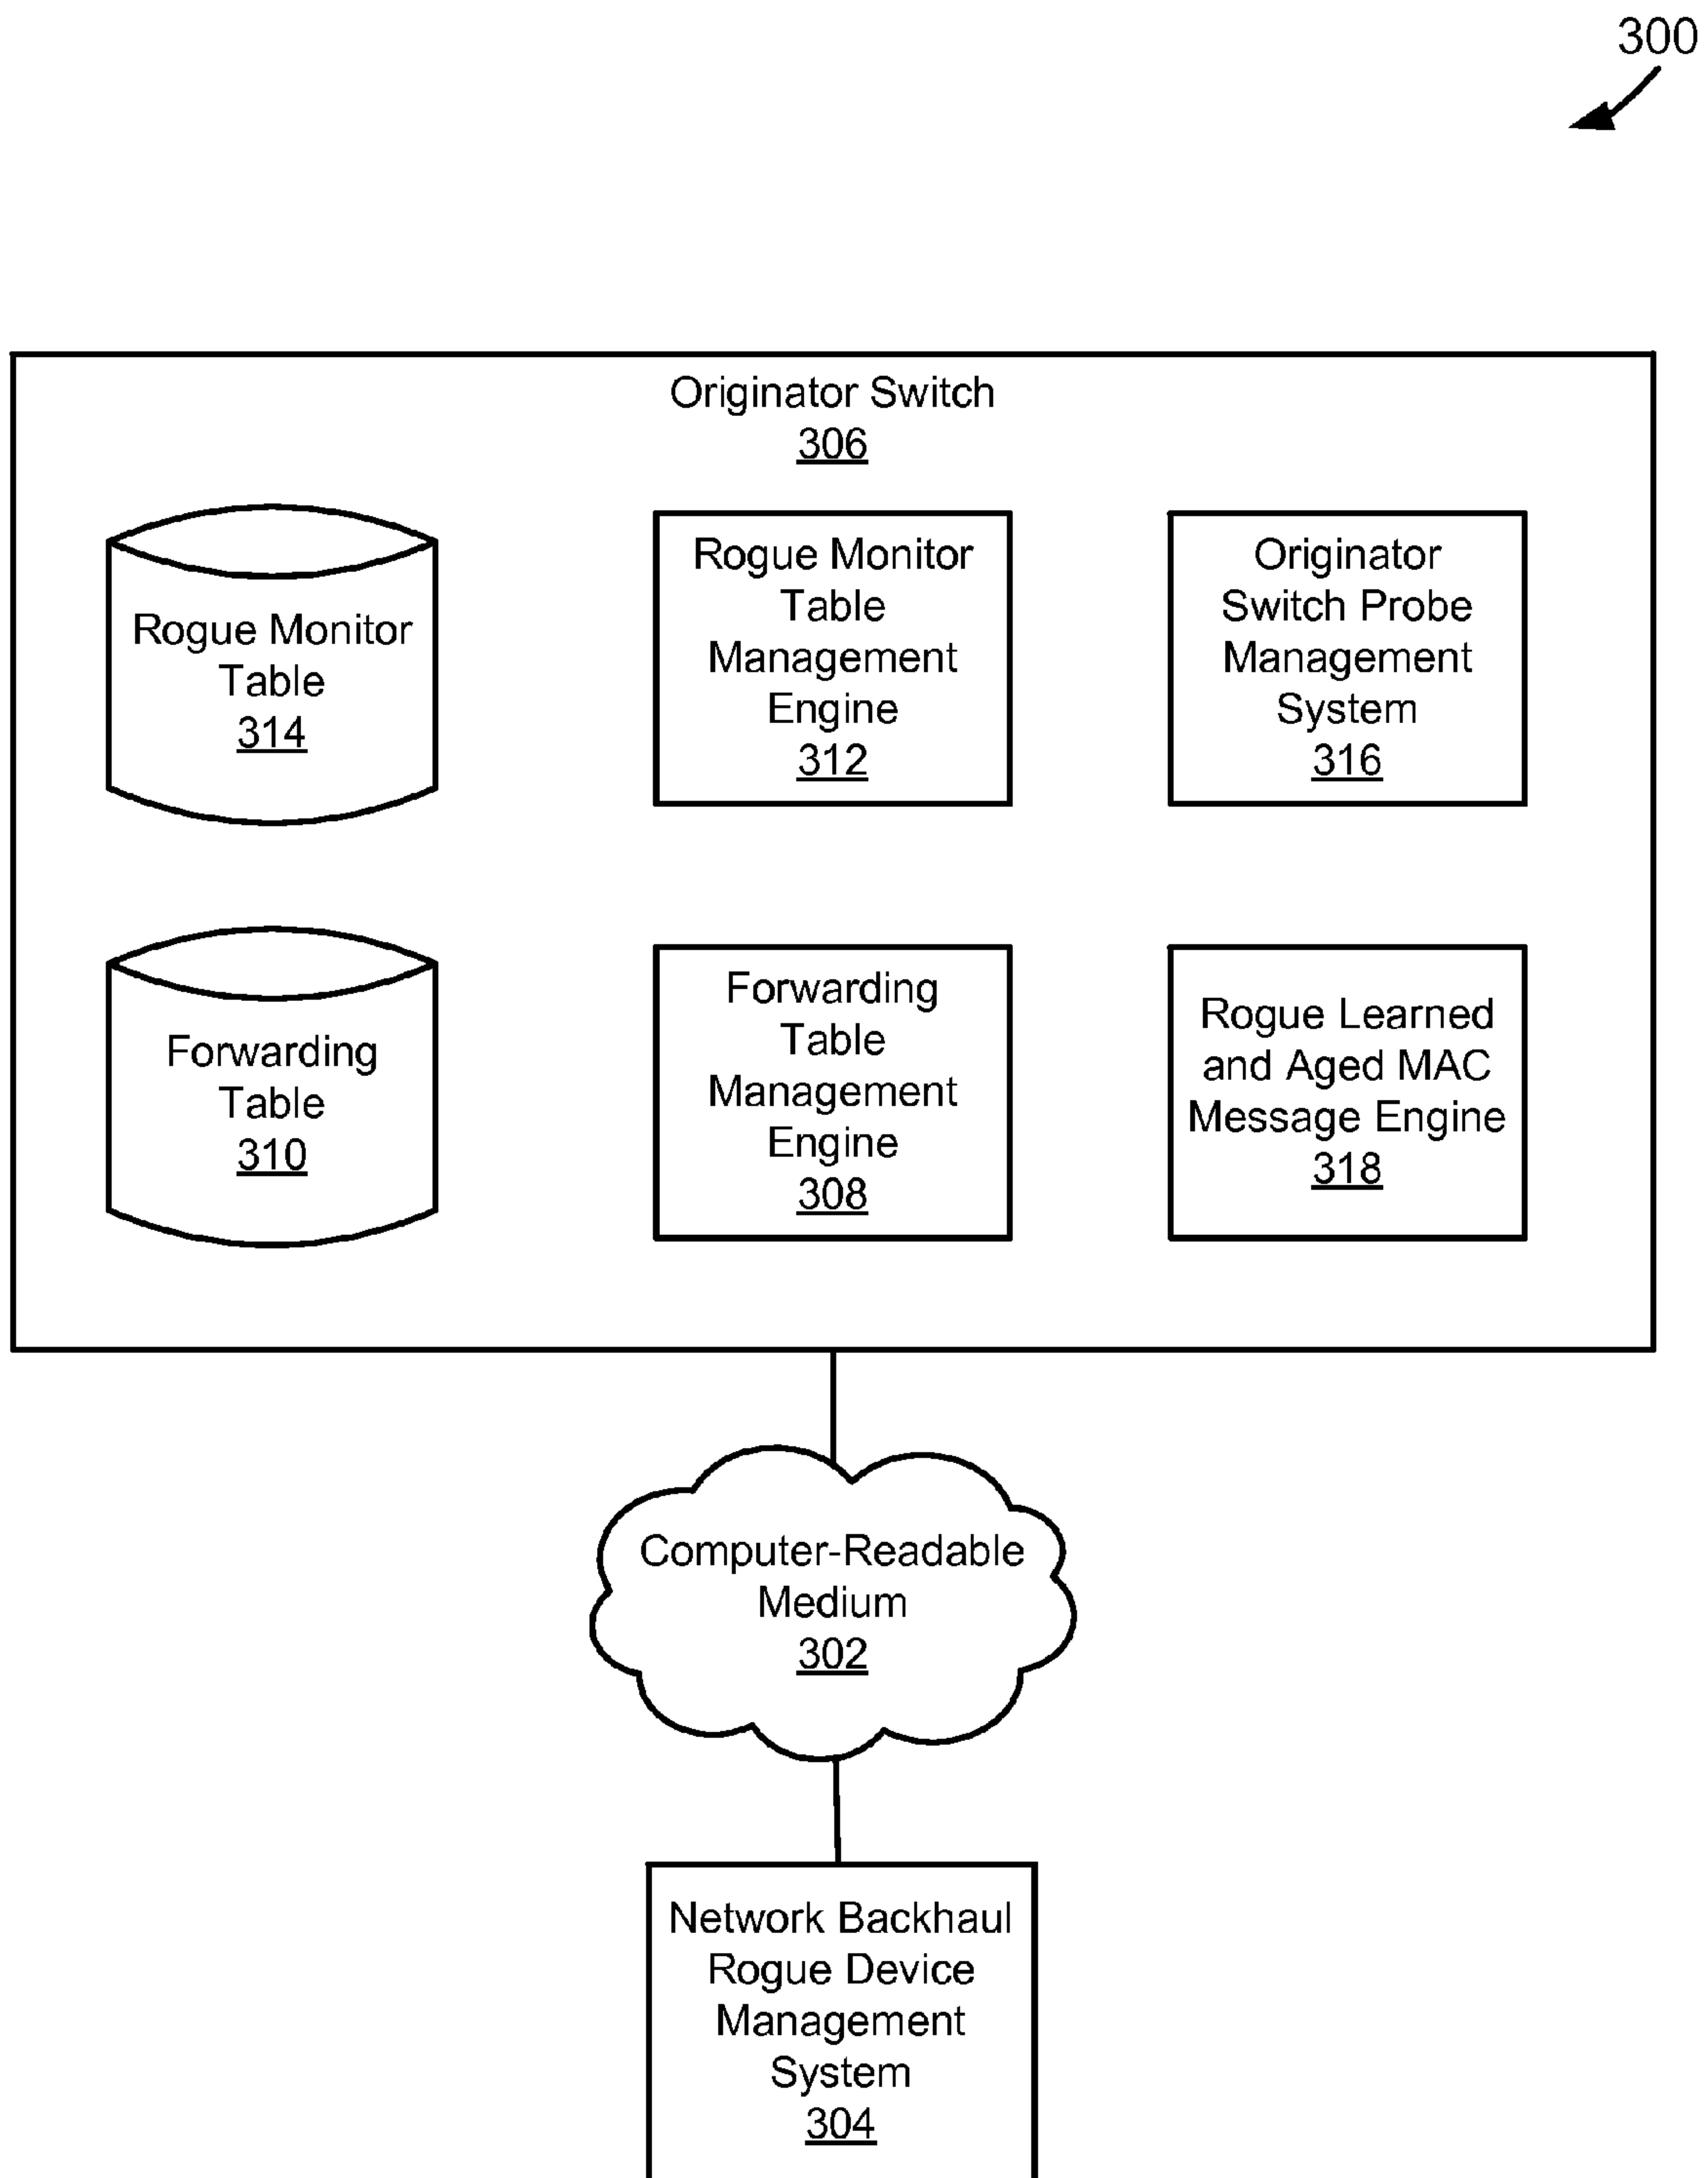 300
Originator Switch
306
Rogue Monitor
Table
314
Rogue Monitor
Table
Management
Engine
312
Originator
Switch Probe
Management
System
316
Forwarding
Table
310
Forwarding
Table
Management
Engine
308
Rogue Learned
and Aged MAC
Message Engine
318
Computer-Readable
Medium
302
Network Backhaul
Rogue Device
Management
System
304